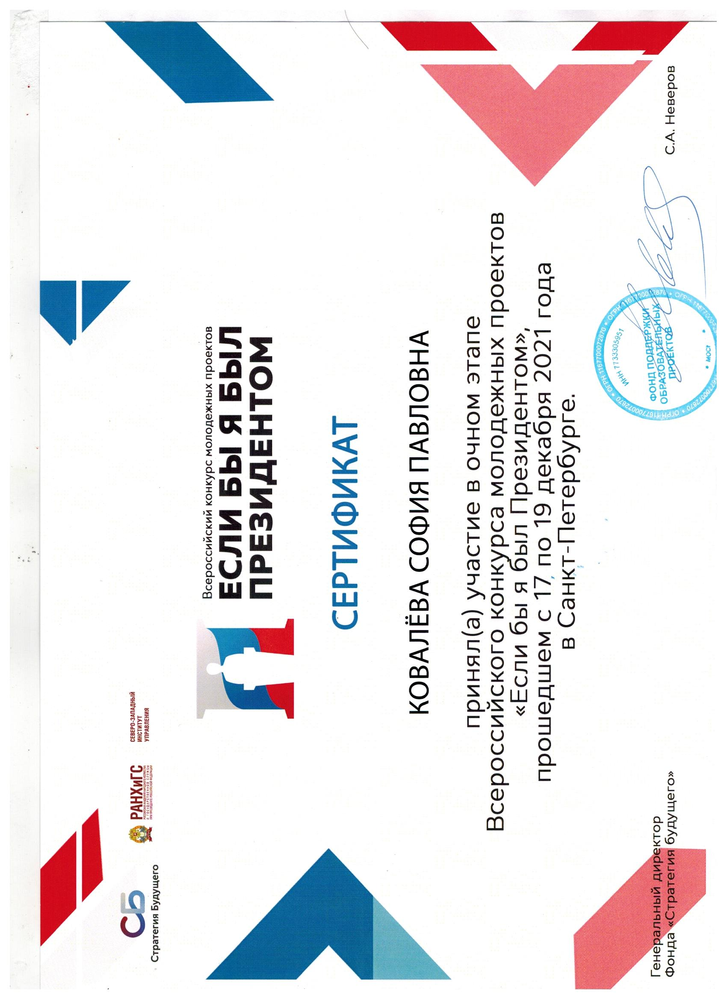 Стратегия Будущего
РАНХиГС
РОССИЙСКАЯ АКАДЕМИЯ НАРОДНОГО ХОЗЯЙСТВА
И ГОСУДАРСТВЕННОЙ СЛУЖБЫ
ПРИ ПРЕЗИДЕНТЕ РОССИЙСКОЙ ФЕДЕРАЦИИ
СЕВЕРО-ЗАПАДНЫЙ
ИНСТИТУТ
УПРАВЛЕНИЯ
Всероссийский конкурс молодежных проектов
ЕСЛИ БЫ Я БЫЛ
ПРЕЗИДЕНТОМ
СЕРТИФИКАТ
КОВАЛЁВА СОФИЯ ПАВЛОВНА
принял(а) участие в очном этапе
Всероссийского конкурса молодежных проектов
«Если бы я был Президентом»,
прошедшем с 17 по 19 декабря 2021 года
в Санкт-Петербурге.
Генеральный директор
Фонда «Стратегия будущего»
ОГРН 1167700072870 * ОГРН 1167700072870 * ОГРН 1167700072870
ИНН 7733305951
ФОНД ПОДДЕРЖКИ
ОБРАЗОВАТЕЛЬНЫХ
ПРОЕКТОВ
С.А. Неверов